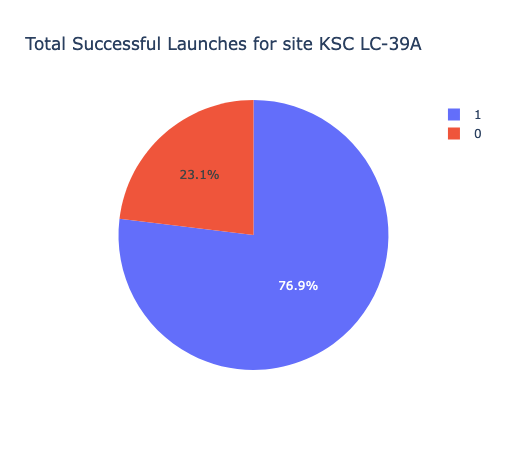 Total Successful Launches for site KSC LC-39A
1
0
23.1%
76.9%